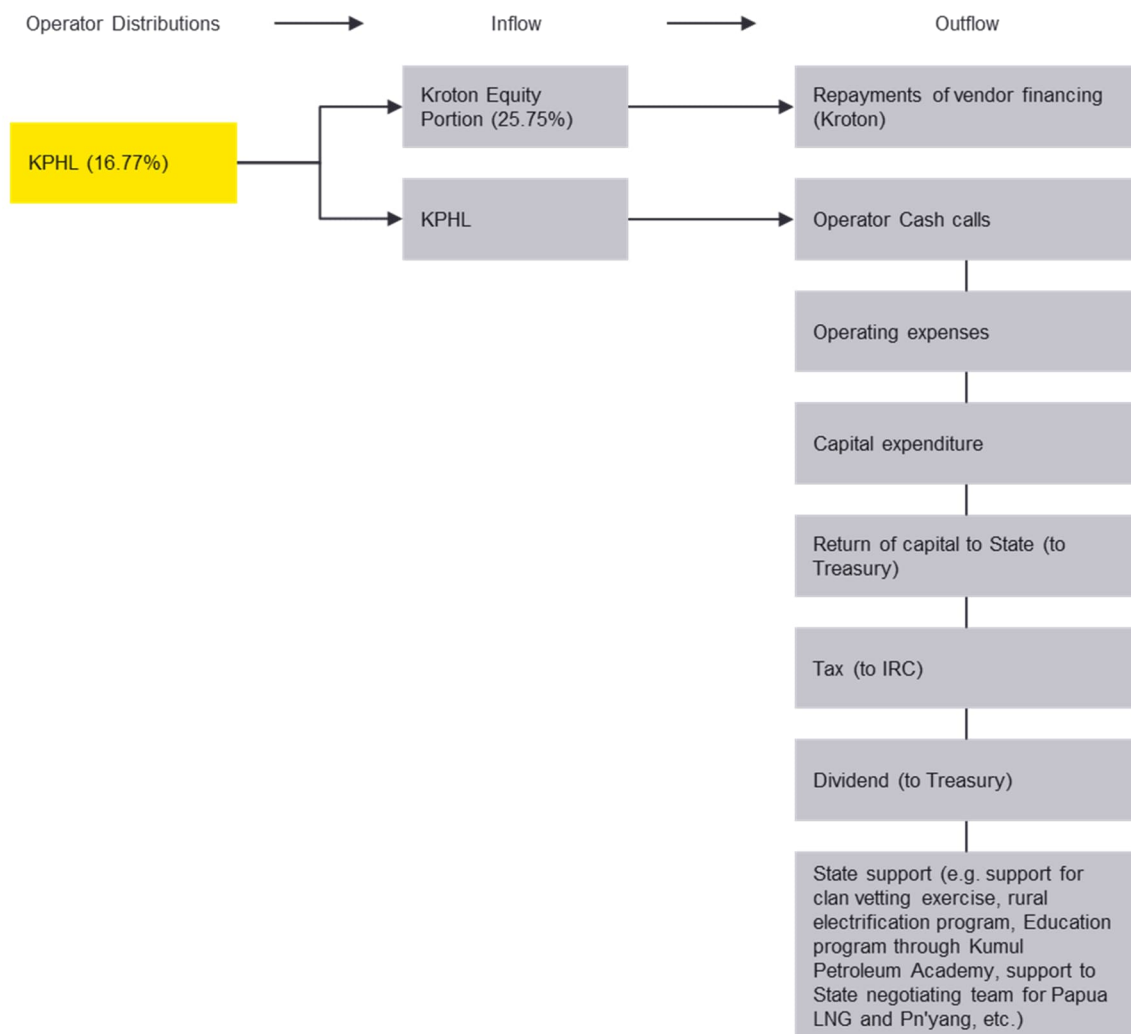 Operator Distributions
Inflow
Outflow
KPHL (16.77%)
Kroton Equity
Portion (25.75%)
Repayments of vendor financing
(Kroton)
KPHL
Operator Cash calls
Operating expenses
Capital expenditure
Return of capital to State (to
Treasury)
Tax (to IRC)
Dividend (to Treasury)
State support (e.g. support for
clan vetting exercise, rural
electrification program, Education
program through Kumul
Petroleum Academy, support to
State negotiating team for Papua
LNG and Pn'yang, etc.)